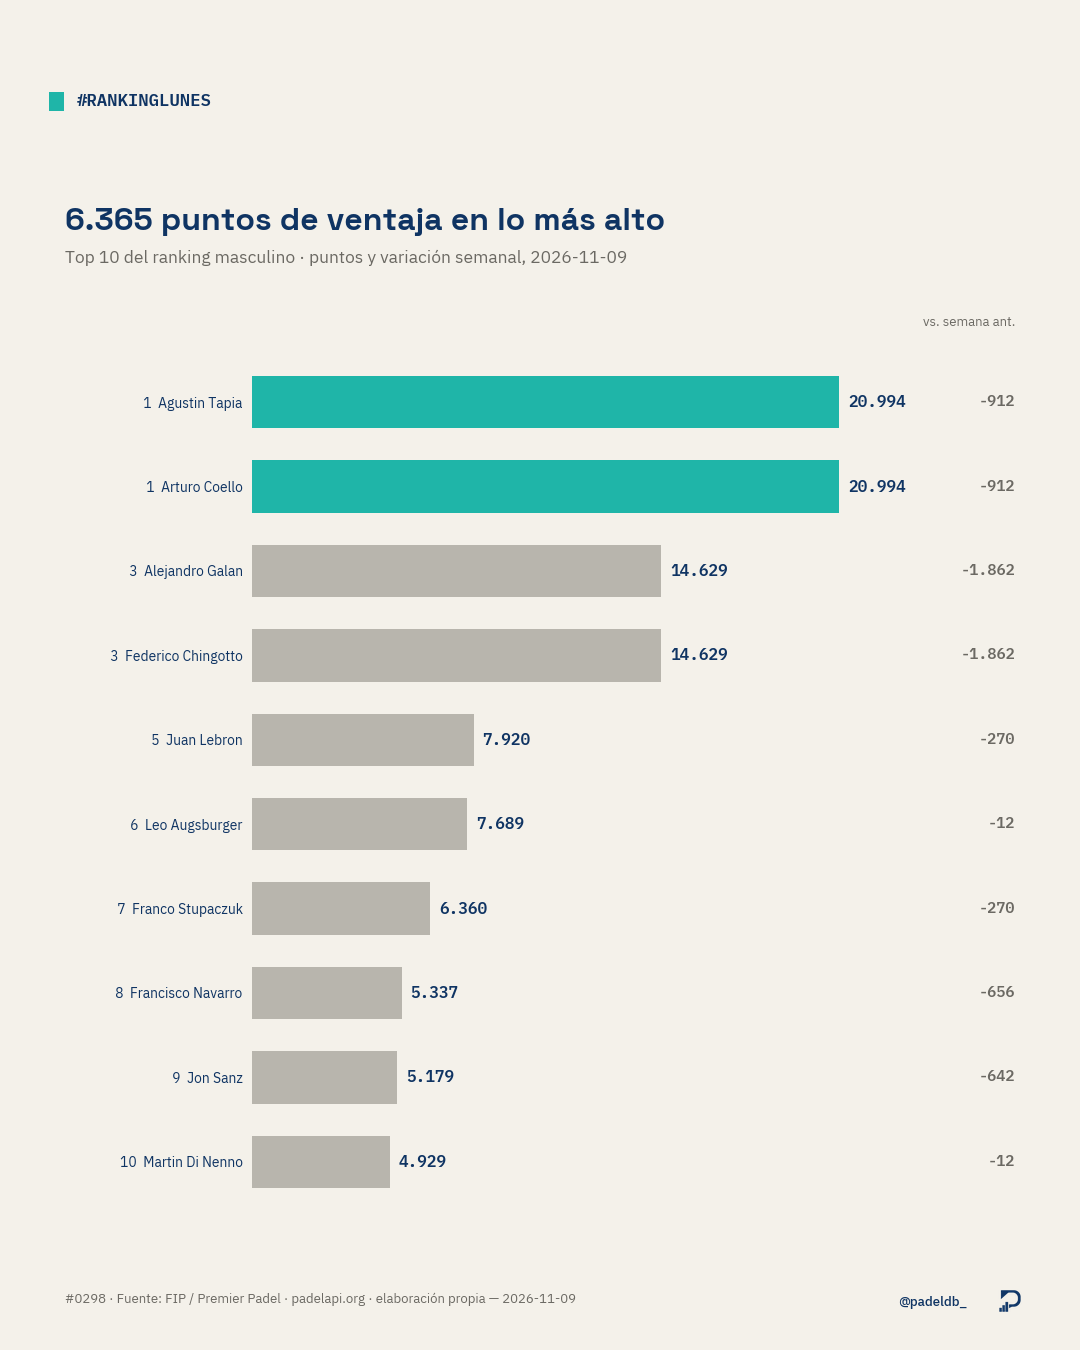 #RANKINGLUNES
6.365 puntos de ventaja en lo más alto
Top 10 del ranking masculino · puntos y variación semanal, 2026-11-09
vs. semana ant.
1 Agustin Tapia 20.994 -912
1 Arturo Coello 20.994 -912
3 Alejandro Galan 14.629 -1.862
3 Federico Chingotto 14.629 -1.862
5 Juan Lebron 7.920 -270
6 Leo Augsburger 7.689 -12
7 Franco Stupaczuk 6.360 -270
8 Francisco Navarro 5.337 -656
9 Jon Sanz 5.179 -642
10 Martin Di Nenno 4.929 -12
#0298 · Fuente: FIP / Premier Padel · padelapi.org · elaboración propia — 2026-11-09
@padeldb_